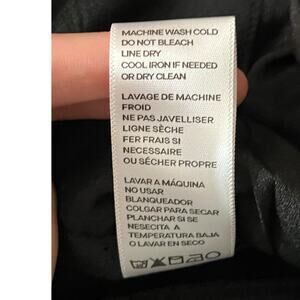 MACHINE WASH COLD
DO NOT BLEACH
LINE DRY
COOL IRON IF NEEDED
OR DRY CLEAN
LAVAGE DE MACHINE
FROID
NE PAS JAVELLISER
LIGNE SÈCHE
FER FRAIS SI
NECESSAIRE
OU SÉCHER PROPRE
LAVAR A MÁQUINA
NO USAR
BLANQUEADOR
COLGAR PARA SECAR
PLANCHAR SI SE
NESECITA A
TEMPERATURA BAJA
O LAVAR EN SECO